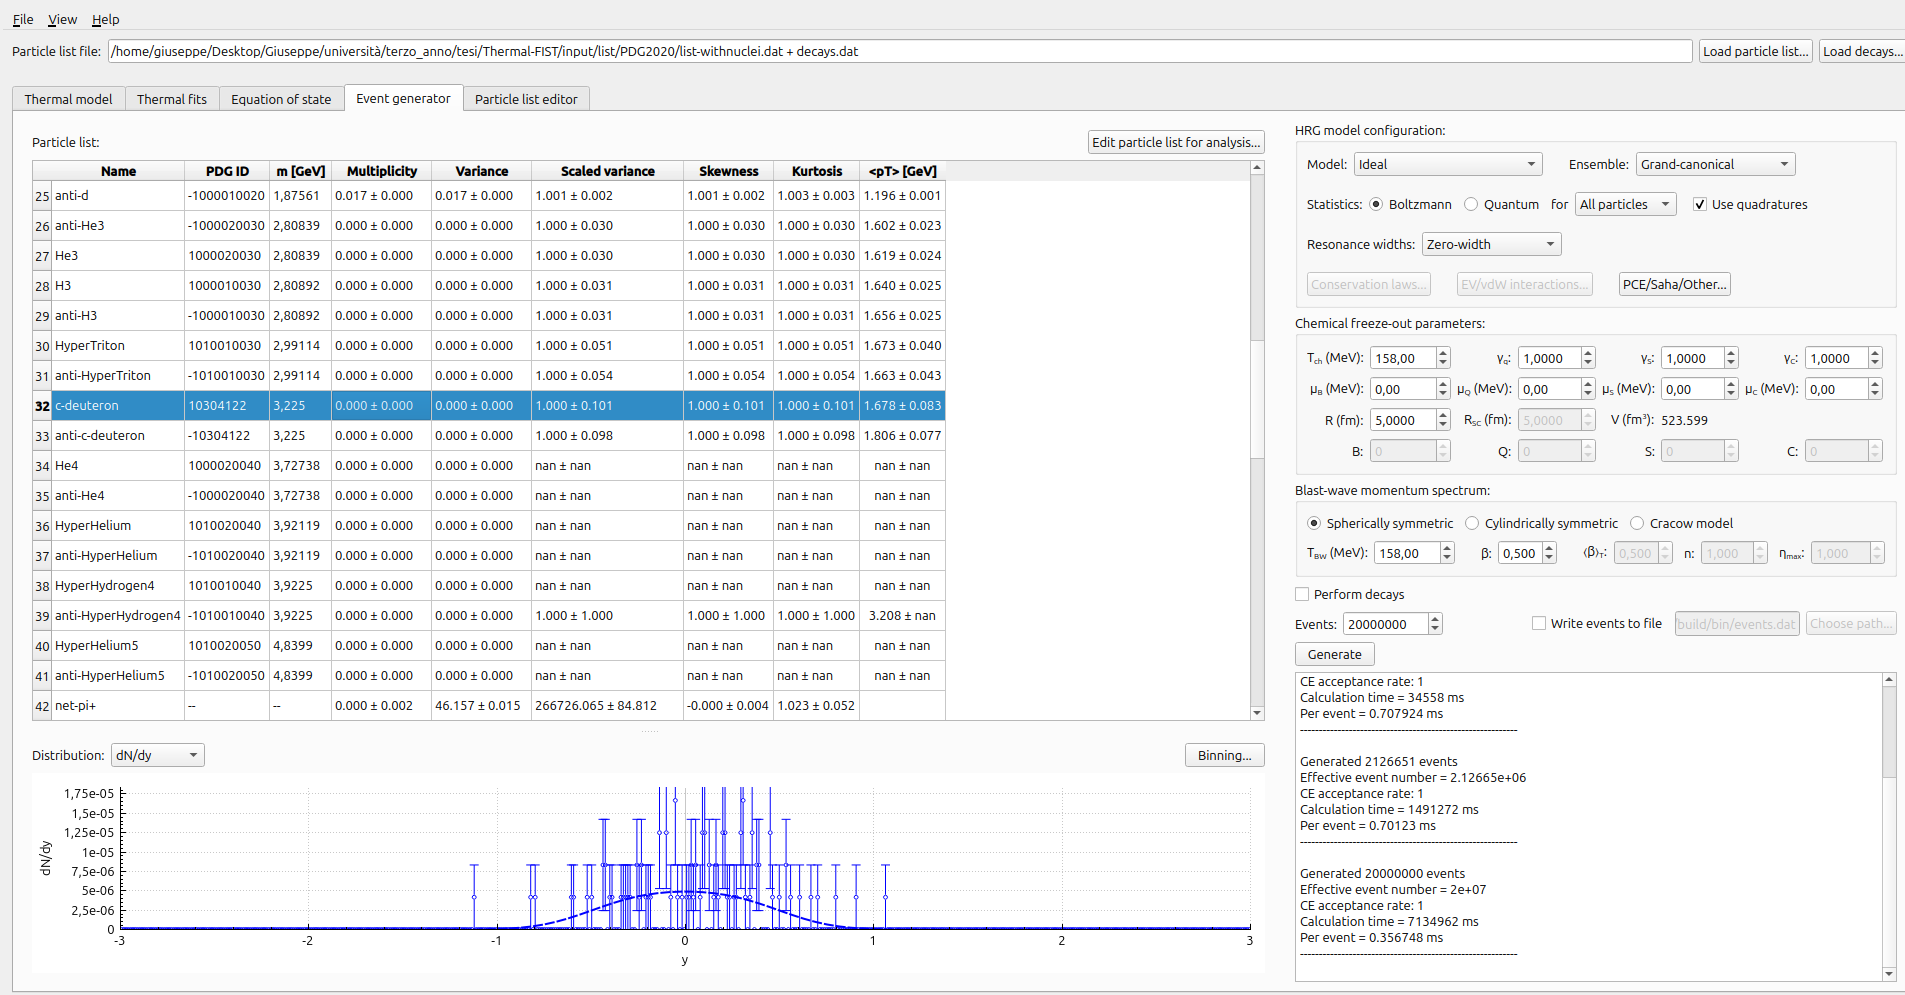 File View Help
Particle list file: /home/giuseppe/Desktop/Giuseppe/università/terzo_anno/tesi/Thermal-FIST/input/list/PDG2020/list-withnuclei.dat + decays.dat Load particle list... Load decays...
Thermal model Thermal fits Equation of state Event generator Particle list editor
Particle list: Edit particle list for analysis...
Name PDG ID m [GeV] Multiplicity Variance Scaled variance Skewness Kurtosis <pT> [GeV]
25 anti-d -1000010020 1,87561 0.017 ± 0.000 0.017 ± 0.000 1.001 ± 0.002 1.001 ± 0.002 1.003 ± 0.003 1.196 ± 0.001
26 anti-He3 -1000020030 2,80839 0.000 ± 0.000 0.000 ± 0.000 1.000 ± 0.030 1.000 ± 0.030 1.000 ± 0.030 1.602 ± 0.023
27 He3 1000020030 2,80839 0.000 ± 0.000 0.000 ± 0.000 1.000 ± 0.030 1.000 ± 0.030 1.000 ± 0.030 1.619 ± 0.024
28 H3 1000010030 2,80892 0.000 ± 0.000 0.000 ± 0.000 1.000 ± 0.031 1.000 ± 0.031 1.000 ± 0.031 1.640 ± 0.025
29 anti-H3 -1000010030 2,80892 0.000 ± 0.000 0.000 ± 0.000 1.000 ± 0.031 1.000 ± 0.031 1.000 ± 0.031 1.656 ± 0.025
30 HyperTriton 1010010030 2,99114 0.000 ± 0.000 0.000 ± 0.000 1.000 ± 0.051 1.000 ± 0.051 1.000 ± 0.051 1.673 ± 0.040
31 anti-HyperTriton -1010010030 2,99114 0.000 ± 0.000 0.000 ± 0.000 1.000 ± 0.054 1.000 ± 0.054 1.000 ± 0.054 1.663 ± 0.043
32 c-deuteron 10304122 3,225 0.000 ± 0.000 0.000 ± 0.000 1.000 ± 0.101 1.000 ± 0.101 1.000 ± 0.101 1.678 ± 0.083
33 anti-c-deuteron -10304122 3,225 0.000 ± 0.000 0.000 ± 0.000 1.000 ± 0.098 1.000 ± 0.098 1.000 ± 0.098 1.806 ± 0.077
34 He4 1000020040 3,72738 0.000 ± 0.000 0.000 ± 0.000 nan ± nan nan ± nan nan ± nan nan ± nan
35 anti-He4 -1000020040 3,72738 0.000 ± 0.000 0.000 ± 0.000 nan ± nan nan ± nan nan ± nan nan ± nan
36 HyperHelium 1010020040 3,92119 0.000 ± 0.000 0.000 ± 0.000 nan ± nan nan ± nan nan ± nan nan ± nan
37 anti-HyperHelium -1010020040 3,92119 0.000 ± 0.000 0.000 ± 0.000 nan ± nan nan ± nan nan ± nan nan ± nan
38 HyperHydrogen4 1010010040 3,9225 0.000 ± 0.000 0.000 ± 0.000 nan ± nan nan ± nan nan ± nan nan ± nan
39 anti-HyperHydrogen4 -1010010040 3,9225 0.000 ± 0.000 0.000 ± 0.000 1.000 ± 1.000 1.000 ± 1.000 1.000 ± 1.000 3.208 ± nan
40 HyperHelium5 1010020050 4,8399 0.000 ± 0.000 0.000 ± 0.000 nan ± nan nan ± nan nan ± nan nan ± nan
41 anti-HyperHelium5 -1010020050 4,8399 0.000 ± 0.000 0.000 ± 0.000 nan ± nan nan ± nan nan ± nan nan ± nan
42 net-pi+ -- -- 0.000 ± 0.002 46.157 ± 0.015 266726.065 ± 84.812 -0.000 ± 0.004 1.023 ± 0.052
Distribution: dN/dy Binning...
1,75e-05
1,5e-05
1,25e-05
1e-05
7,5e-06
5e-06
2,5e-06
0
dN/dy
-3 -2 -1 0 1 2 3
y
HRG model configuration:
Model: Ideal Ensemble: Grand-canonical
Statistics: Boltzmann Quantum for All particles Use quadratures
Resonance widths: Zero-width
Conservation laws... EV/vdW interactions... PCE/Saha/Other...
Chemical freeze-out parameters:
Tch (MeV): 158,00 γq: 1,0000 γS: 1,0000 γC: 1,0000
μB (MeV): 0,00 μQ (MeV): 0,00 μS (MeV): 0,00 μC (MeV): 0,00
R (fm): 5,0000 RSC (fm): 5,0000 V (fm³): 523.599
B: 0 Q: 0 S: 0 C: 0
Blast-wave momentum spectrum:
Spherically symmetric Cylindrically symmetric Cracow model
TBW (MeV): 158,00 β: 0,500 ⟨β⟩T: 0,500 n: 1,000 ηmax: 1,000
Perform decays
Events: 20000000 Write events to file build/bin/events.dat Choose path...
Generate
CE acceptance rate: 1
Calculation time = 34558 ms
Per event = 0.707924 ms
----------------------------------------------------------
Generated 2126651 events
Effective event number = 2.12665e+06
CE acceptance rate: 1
Calculation time = 1491272 ms
Per event = 0.70123 ms
----------------------------------------------------------
Generated 20000000 events
Effective event number = 2e+07
CE acceptance rate: 1
Calculation time = 7134962 ms
Per event = 0.356748 ms
----------------------------------------------------------